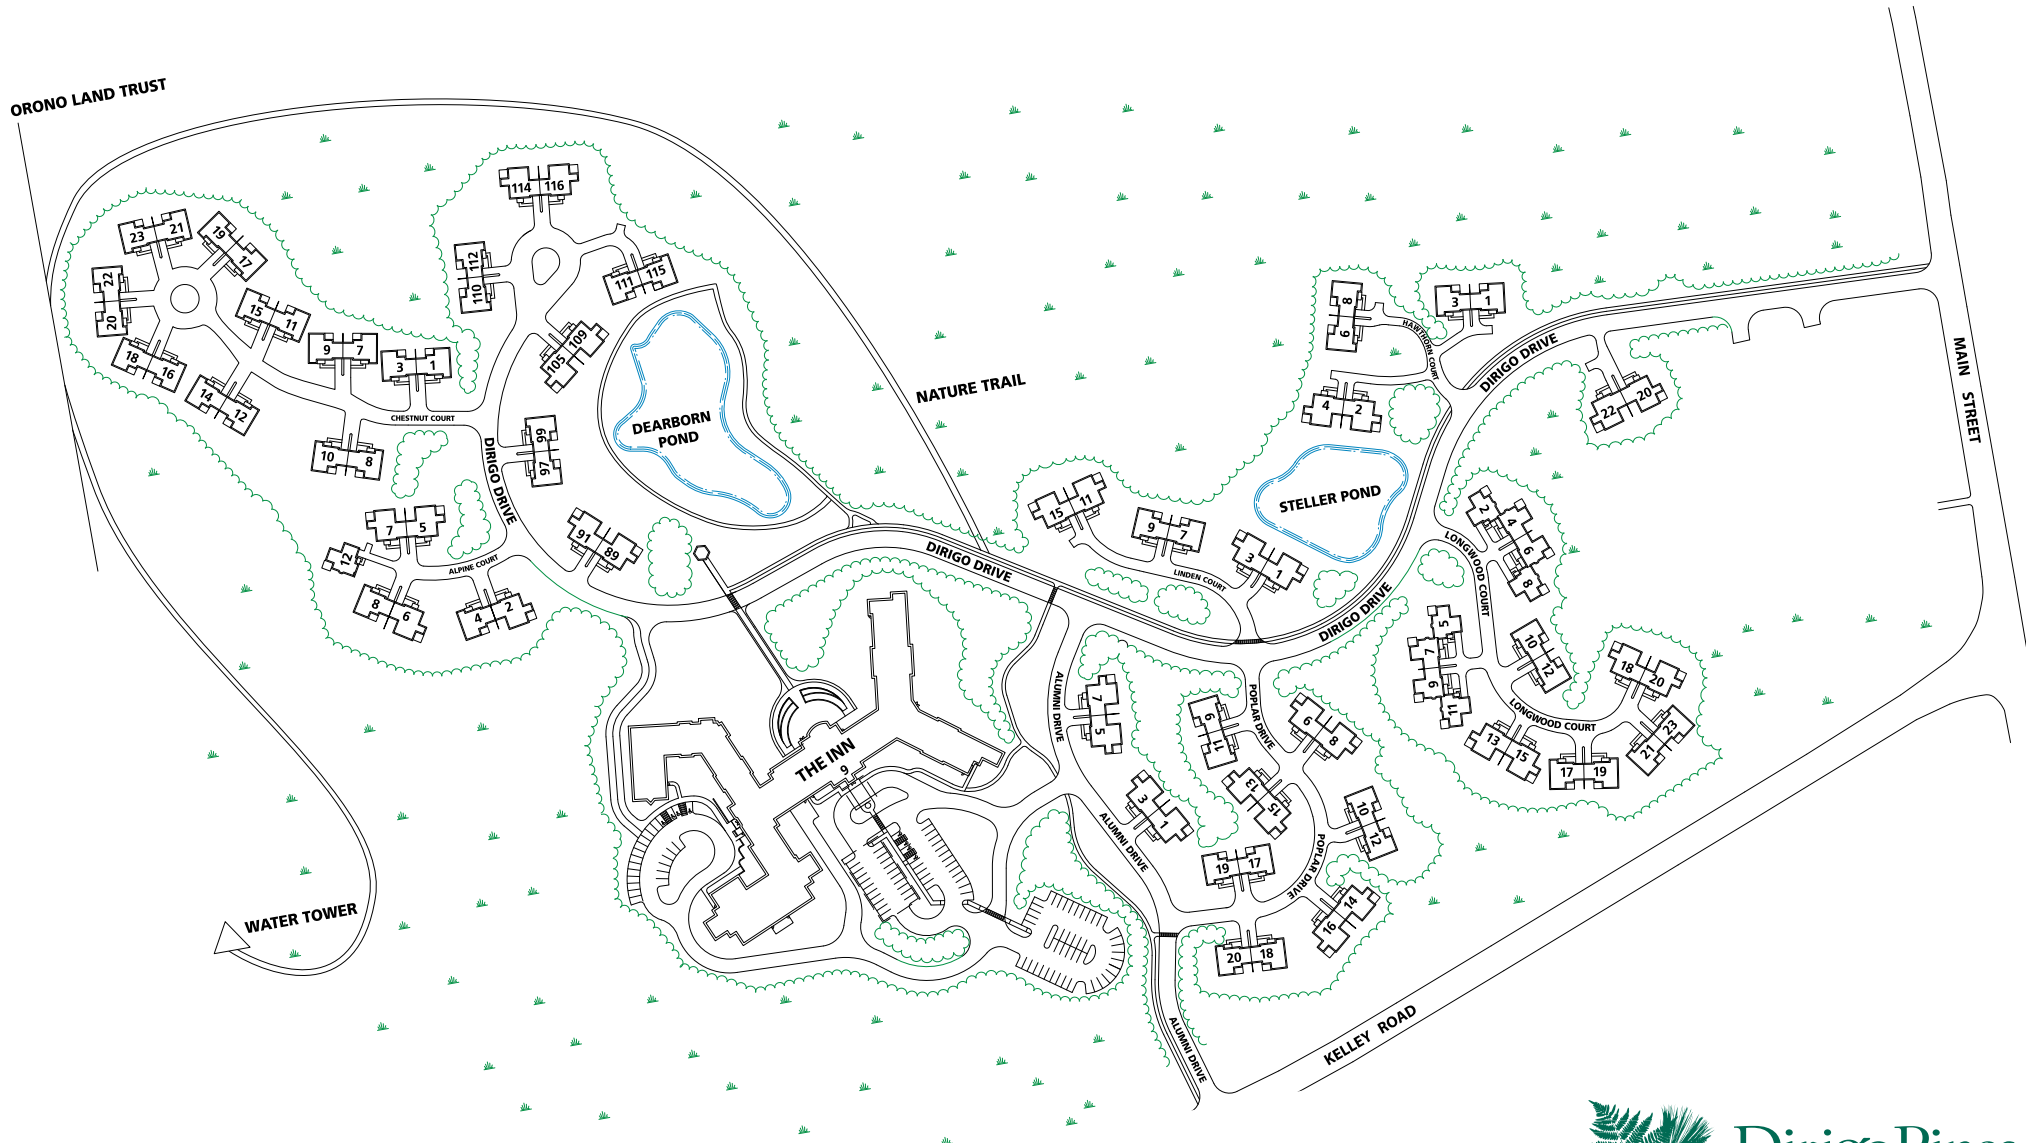 ORONO LAND TRUST
114 116
23 21
19
17
112
110
111 115
22
20
15 11
109
105
9 7
3 1
18 16
14 12
CHESTNUT COURT
10 8
DIRIGO DRIVE
99
97
DEARBORN
POND
NATURE TRAIL
7 5
12
ALPINE COURT
8 6
4 2
91 89
DIRIGO DRIVE
8
6
HAWTHORN COURT
3 1
DIRIGO DRIVE
4 2
22 20
MAIN STREET
STELLER POND
15 11
9 7
3 1
LINDEN COURT
DIRIGO DRIVE
2
4
6
8
LONGWOOD COURT
5
7
9
11
10
12
18 20
LONGWOOD COURT
23
21
13 15
17 19
ALUMNI DRIVE
7
5
POPLAR DRIVE
9
11
6 8
13
15
10
12
3
1
ALUMNI DRIVE
19 17
POPLAR DRIVE
14
16
20 18
THE INN
9
WATER TOWER
ALUMNI DRIVE
KELLEY ROAD
Dirigo Pines